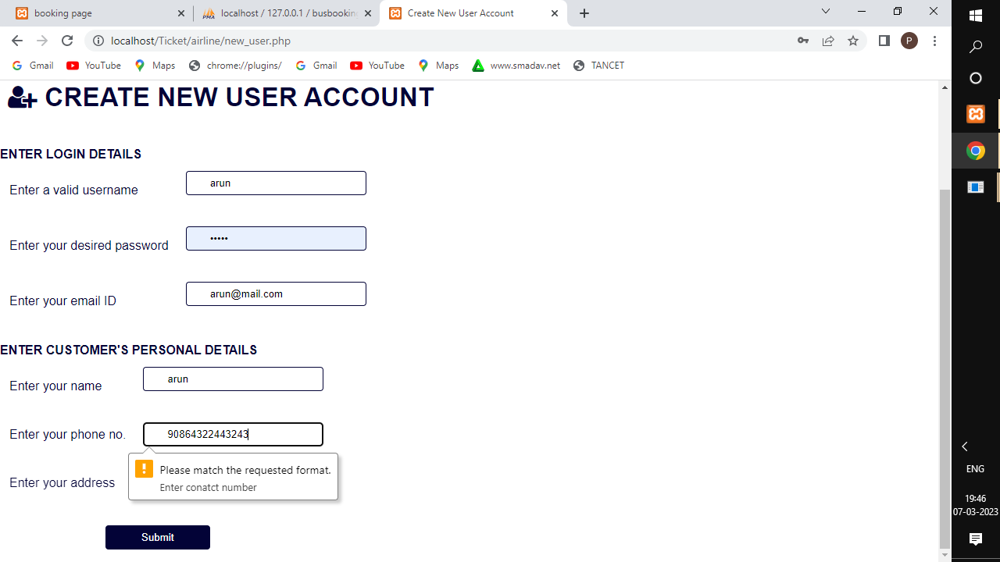 booking page
localhost / 127.0.0.1 / busbooking
Create New User Account
localhost/Ticket/airline/new_user.php
P
Gmail
YouTube
Maps
chrome://plugins/
Gmail
YouTube
Maps
www.smadav.net
TANCET
CREATE NEW USER ACCOUNT
ENTER LOGIN DETAILS
Enter a valid username
arun
Enter your desired password
•••••
Enter your email ID
arun@mail.com
ENTER CUSTOMER'S PERSONAL DETAILS
Enter your name
arun
Enter your phone no.
90864322443243
Please match the requested format.
Enter conatct number
Enter your address
Submit
ENG
19:46
07-03-2023